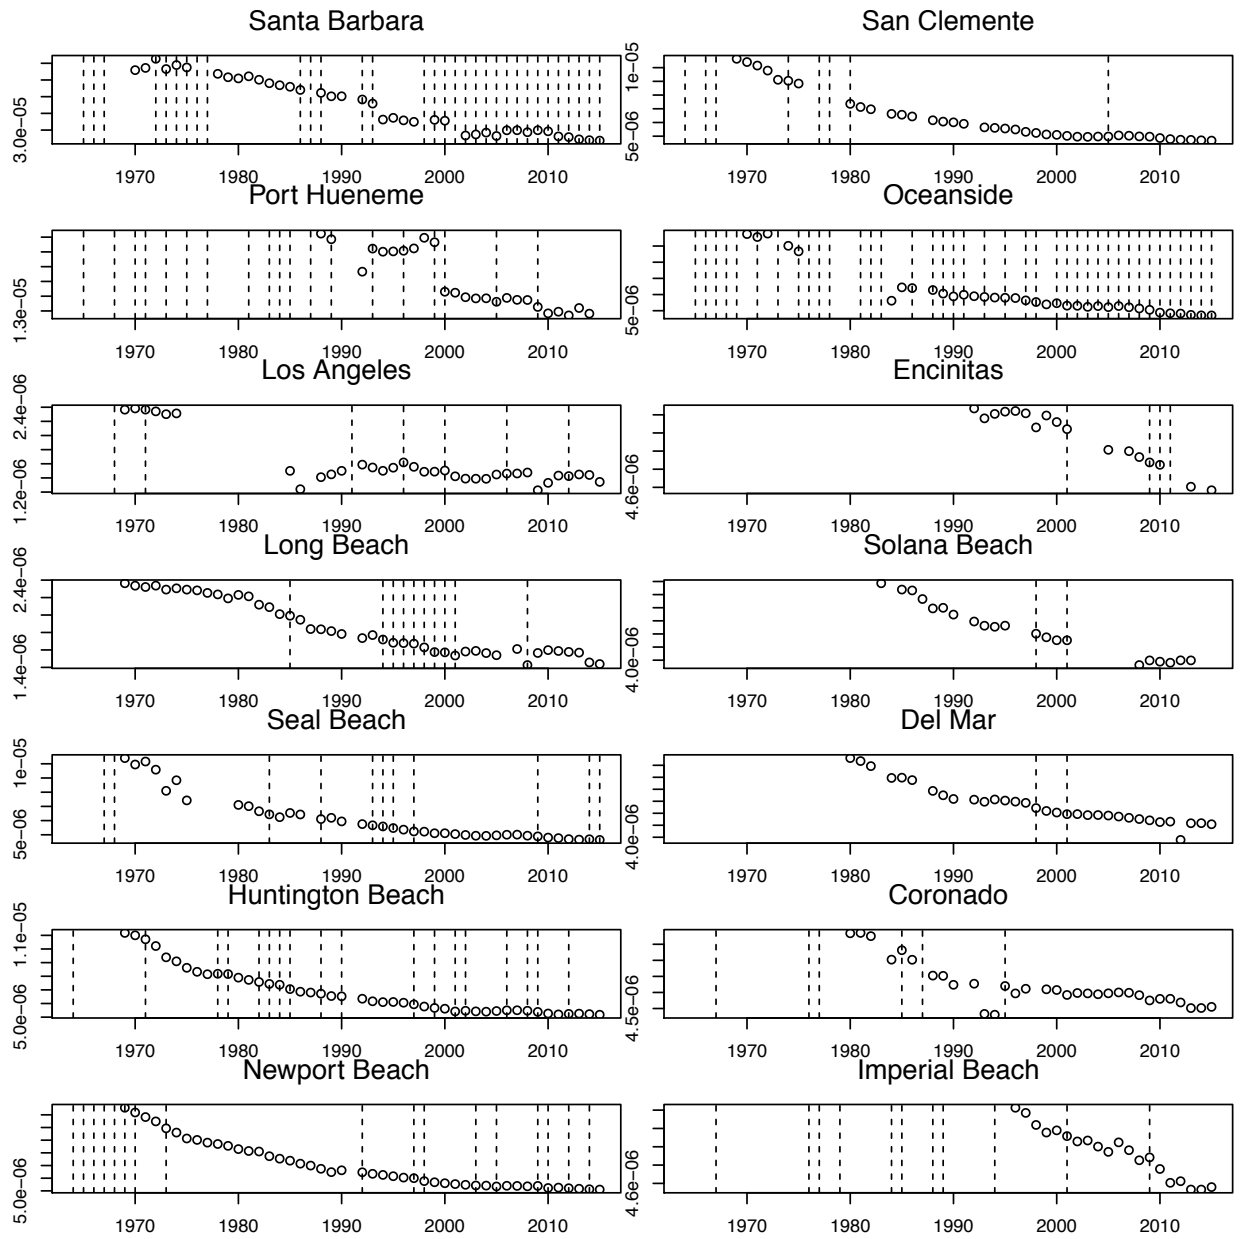 Santa Barbara
3.0e−05
1970 1980 1990 2000 2010
San Clemente
5e−06 1e−05
1970 1980 1990 2000 2010
Port Hueneme
1.3e−05
1970 1980 1990 2000 2010
Oceanside
5e−06
1970 1980 1990 2000 2010
Los Angeles
1.2e−06 2.4e−06
1970 1980 1990 2000 2010
Encinitas
4.6e−06
1970 1980 1990 2000 2010
Long Beach
1.4e−06 2.4e−06
1970 1980 1990 2000 2010
Solana Beach
4.0e−06
1970 1980 1990 2000 2010
Seal Beach
5e−06 1e−05
1970 1980 1990 2000 2010
Del Mar
4.0e−06
1970 1980 1990 2000 2010
Huntington Beach
5.0e−06 1.1e−05
1970 1980 1990 2000 2010
Coronado
4.5e−06
1970 1980 1990 2000 2010
Newport Beach
5.0e−06
1970 1980 1990 2000 2010
Imperial Beach
4.6e−06
1970 1980 1990 2000 2010